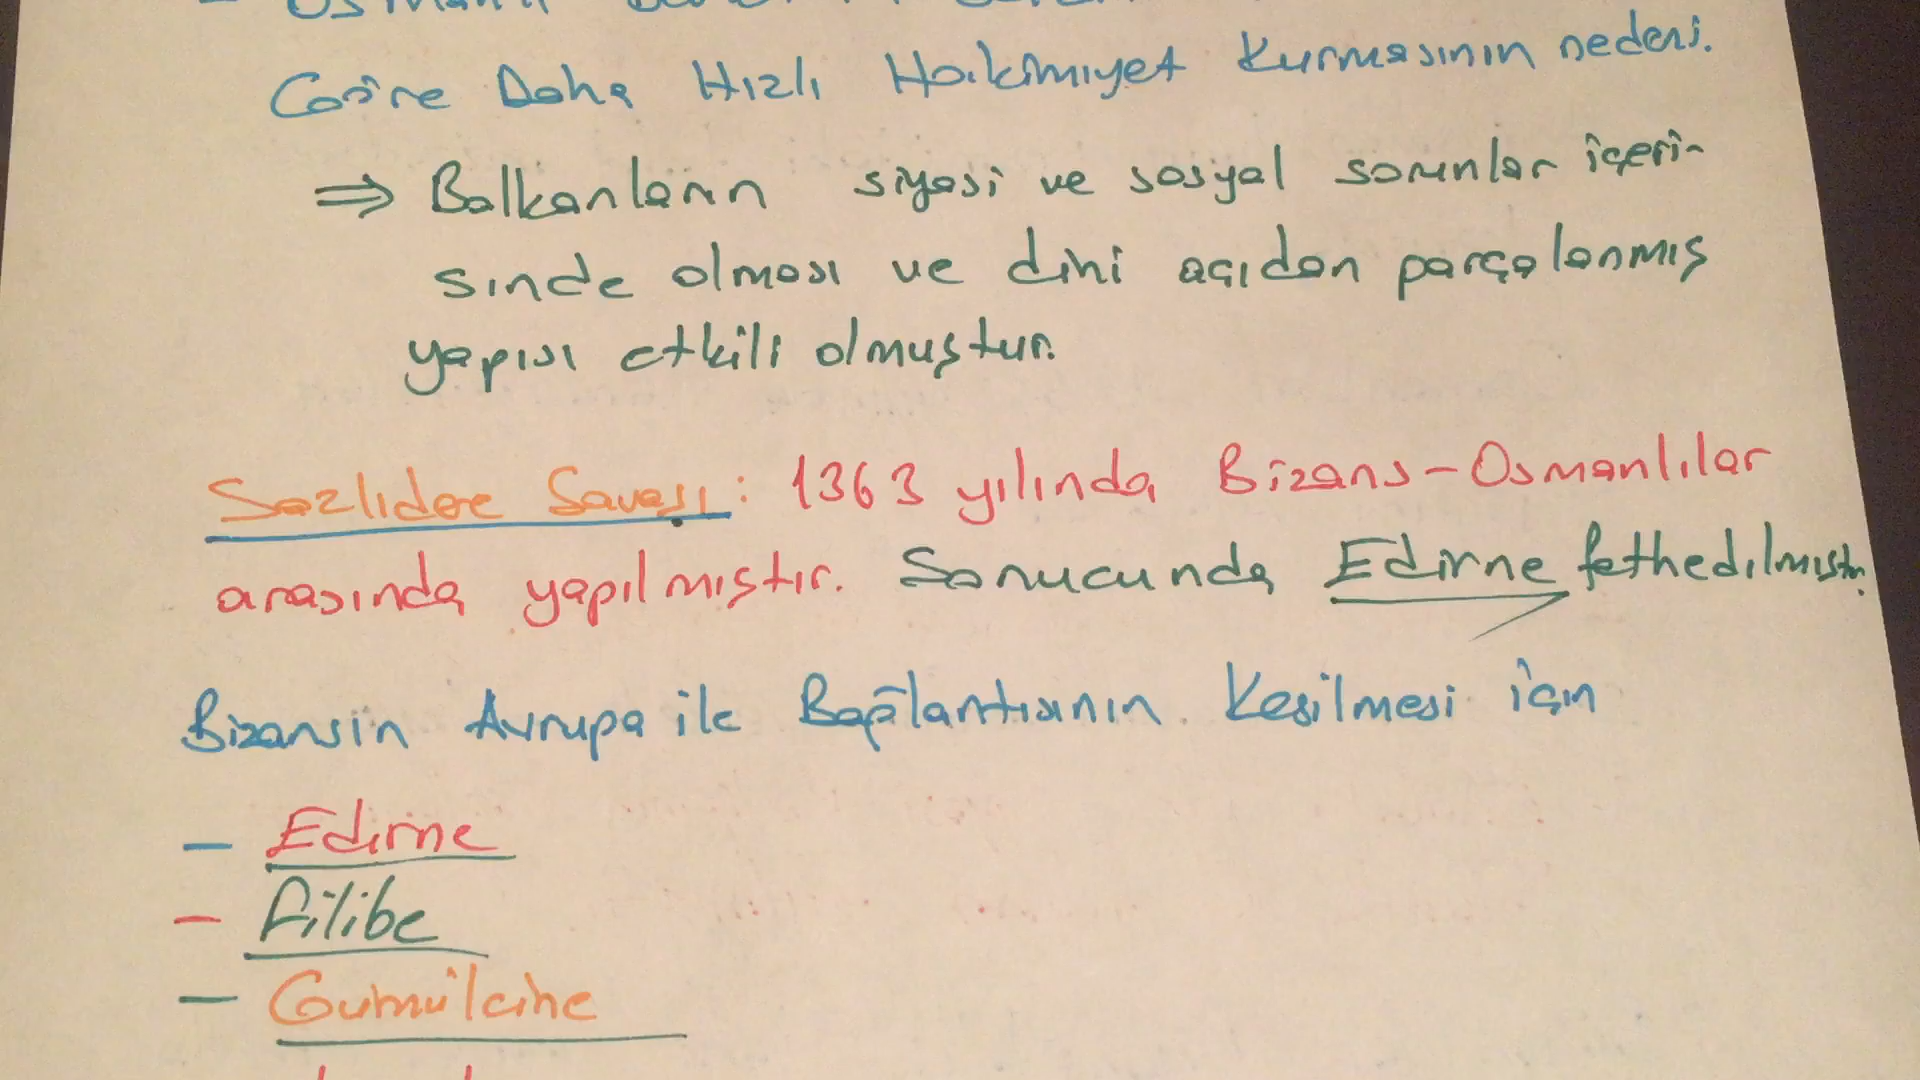 Göre Daha Hızlı Hakimiyet Kurmasının nedeni.
⇒ Balkanların siyasi ve sosyal sorunlar içeri-
sinde olması ve dini açıdan parçalanmış
yapısı etkili olmuştur.
Sazlıdere Savaşı: 1363 yılında Bizans-Osmanlılar
arasında yapılmıştır. Sonucunda Edirne fethedilmiştir.
Bizansin Avrupa ile Bağlantısının Kesilmesi için
- Edirne
- Filibe
- Gümülcine